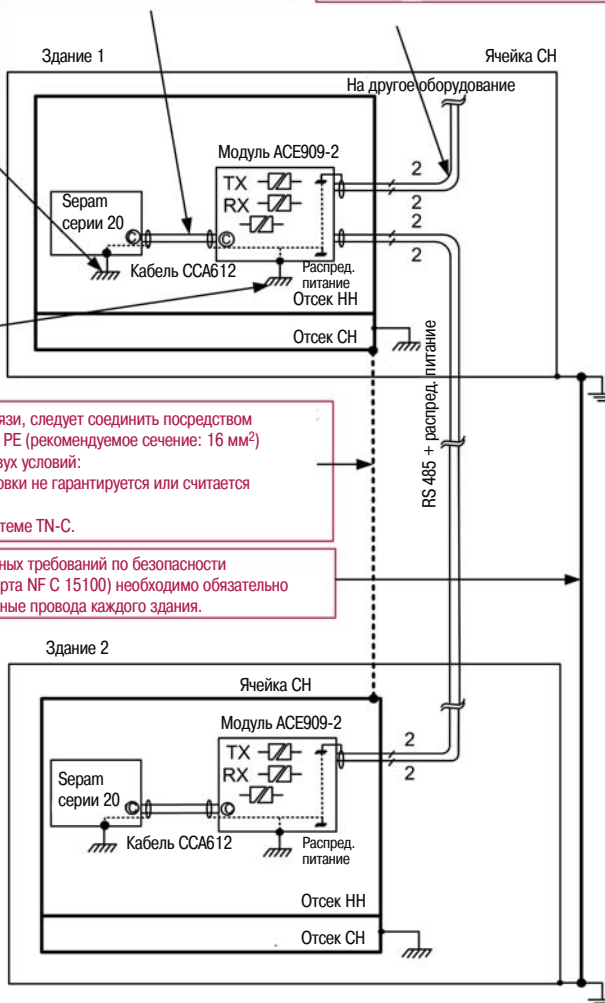 Здание 1
Ячейка СН
На другое оборудование
Модуль ACE909-2
TX
RX
2
2
2
2
Sepam
серии 20
Кабель CCA612
Распред.
питание
Отсек НН
Отсек СН
RS 485 + распред. питание
язи, следует соединить посредством
PE (рекомендуемое сечение: 16 мм²)
вух условий:
овки не гарантируется или считается
теме TN-C.
ных требований по безопасности
рта NF C 15100) необходимо обязательно
ные провода каждого здания.
Здание 2
Ячейка СН
Модуль ACE909-2
TX
RX
2
2
Sepam
серии 20
Кабель CCA612
Распред.
питание
Отсек НН
Отсек СН